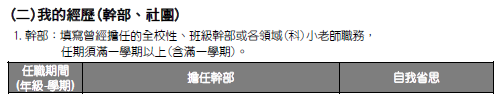 (二)我的經歷(幹部、社團)
1. 幹部：填寫曾經擔任的全校性、班級幹部或各領域(科)小老師職務，
任期須滿一學期以上(含滿一學期)。
任職期間
(年級-學期)
擔任幹部
自我省思